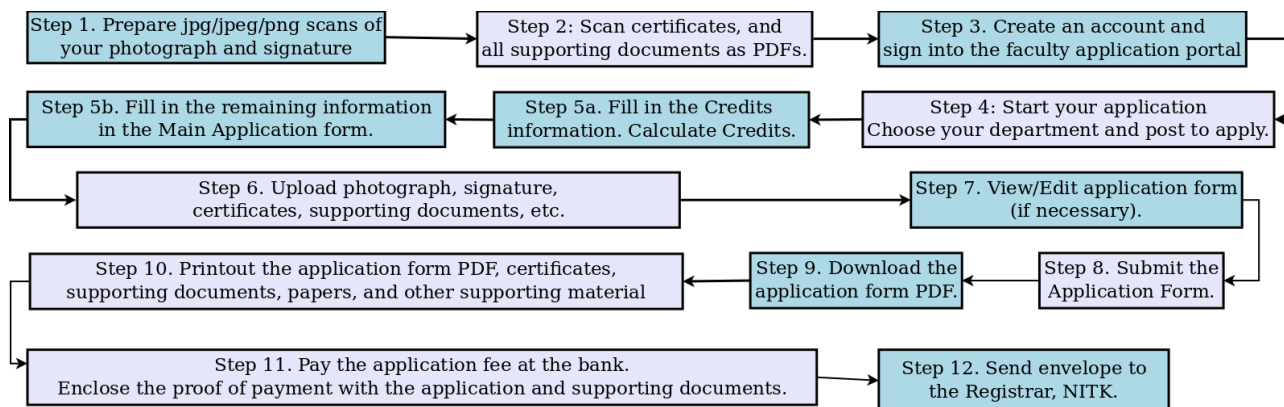 Step 1. Prepare jpg/jpeg/png scans of
your photograph and signature
Step 2: Scan certificates, and
all supporting documents as PDFs.
Step 3. Create an account and
sign into the faculty application portal
Step 4: Start your application
Choose your department and post to apply.
Step 5a. Fill in the Credits
information. Calculate Credits.
Step 5b. Fill in the remaining information
in the Main Application form.
Step 6. Upload photograph, signature,
certificates, supporting documents, etc.
Step 7. View/Edit application form
(if necessary).
Step 8. Submit the
Application Form.
Step 9. Download the
application form PDF.
Step 10. Printout the application form PDF, certificates,
supporting documents, papers, and other supporting material
Step 11. Pay the application fee at the bank.
Enclose the proof of payment with the application and supporting documents.
Step 12. Send envelope to
the Registrar, NITK.